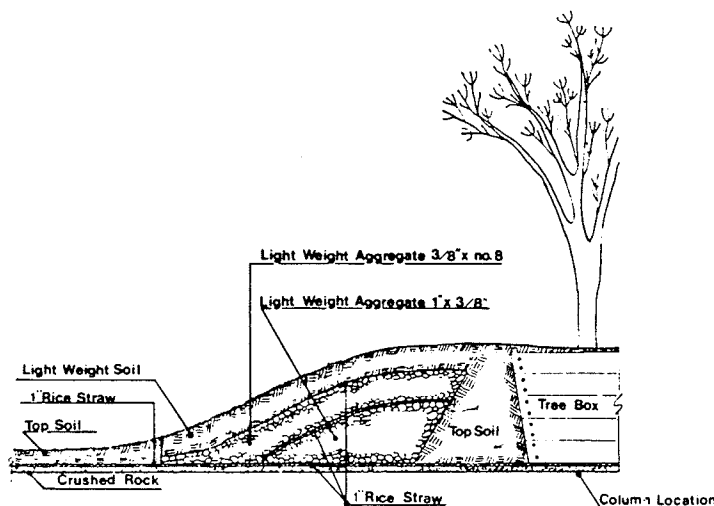 Light Weight Aggregate 3/8"x no.8
Light Weight Aggregate 1"x 3/8"
Light Weight Soil
1" Rice Straw
Top Soil
Tree Box
Top Soil
Crushed Rock
1" Rice Straw
Column Location